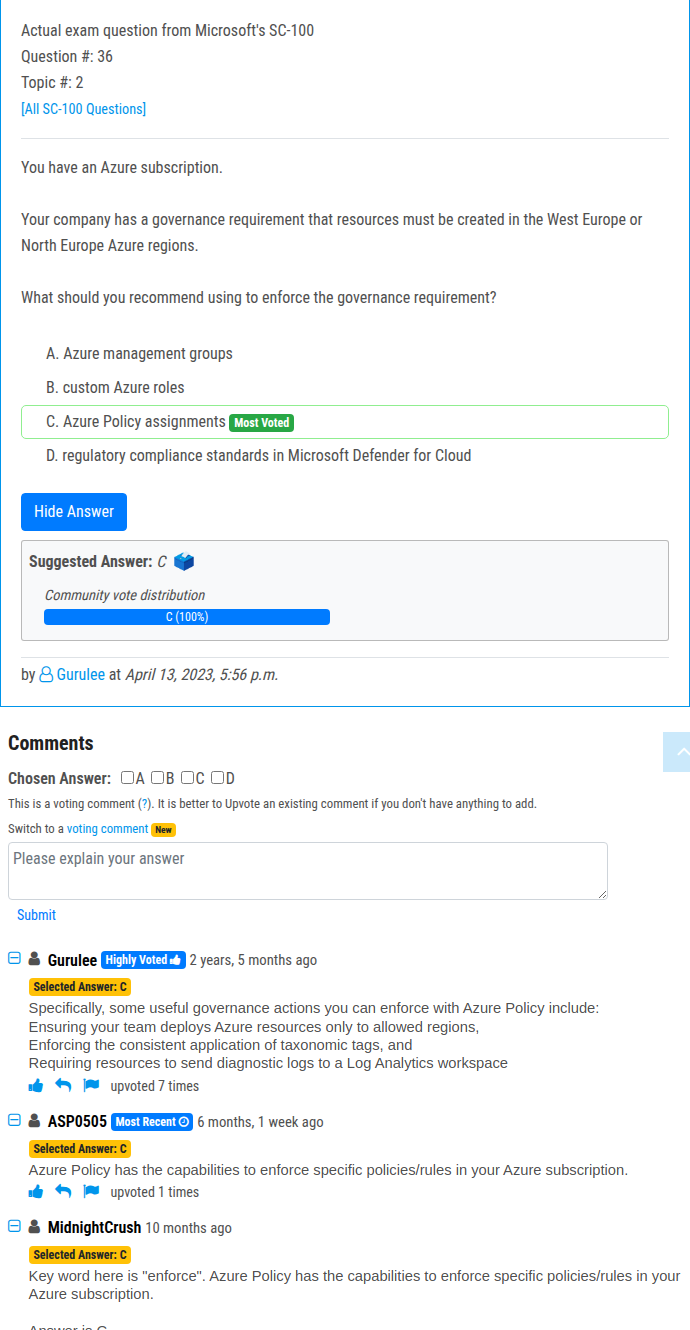 Actual exam question from Microsoft's SC-100
Question #: 36
Topic #: 2
[All SC-100 Questions]
You have an Azure subscription.
Your company has a governance requirement that resources must be created in the West Europe or
North Europe Azure regions.
What should you recommend using to enforce the governance requirement?
A. Azure management groups
B. custom Azure roles
C. Azure Policy assignments Most Voted
D. regulatory compliance standards in Microsoft Defender for Cloud
Hide Answer
Suggested Answer: C
Community vote distribution
C (100%)
by Gurulee at April 13, 2023, 5:56 p.m.
Comments
Chosen Answer: A B C D
This is a voting comment (?). It is better to Upvote an existing comment if you don't have anything to add.
Switch to a voting comment New
Please explain your answer
Submit
Gurulee Highly Voted 2 years, 5 months ago
Selected Answer: C
Specifically, some useful governance actions you can enforce with Azure Policy include:
Ensuring your team deploys Azure resources only to allowed regions,
Enforcing the consistent application of taxonomic tags, and
Requiring resources to send diagnostic logs to a Log Analytics workspace
upvoted 7 times
ASP0505 Most Recent 6 months, 1 week ago
Selected Answer: C
Azure Policy has the capabilities to enforce specific policies/rules in your Azure subscription.
upvoted 1 times
MidnightCrush 10 months ago
Selected Answer: C
Key word here is "enforce". Azure Policy has the capabilities to enforce specific policies/rules in your
Azure subscription.
Answer is C